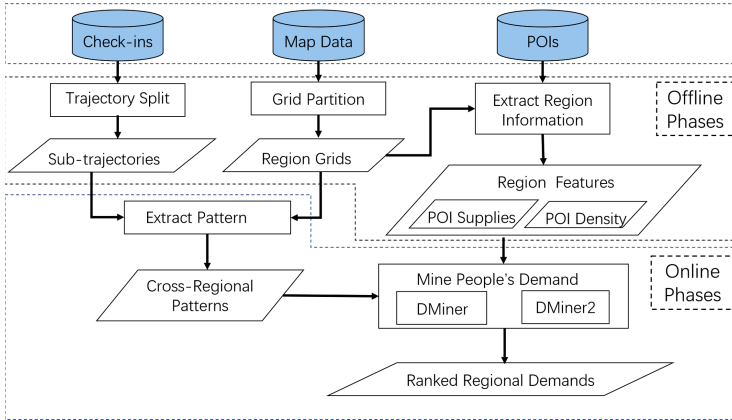 Check-ins
Map Data
POIs
Trajectory Split
Grid Partition
Extract Region
Information
Offline
Phases
Sub-trajectories
Region Grids
Region Features
POI Supplies
POI Density
Extract Pattern
Cross-Regional
Patterns
Mine People's Demand
DMiner
DMiner2
Online
Phases
Ranked Regional Demands